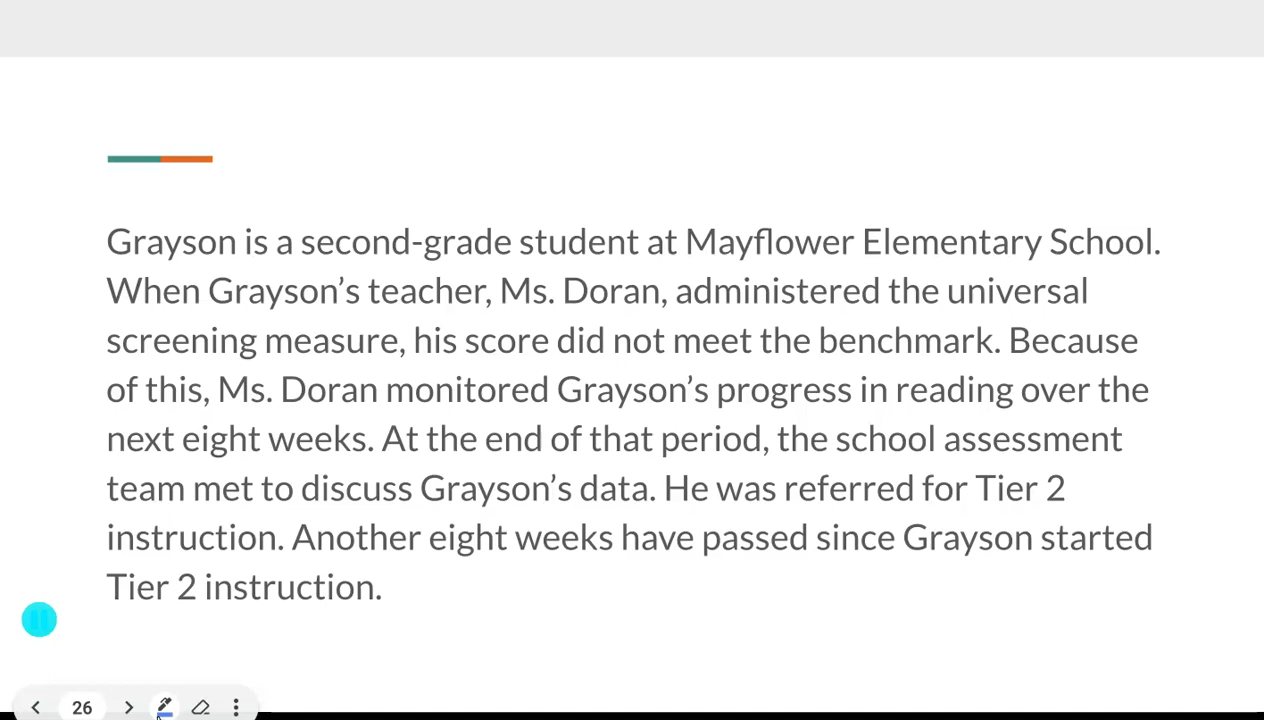 Grayson is a second-grade student at Mayflower Elementary School.
When Grayson’s teacher, Ms. Doran, administered the universal
screening measure, his score did not meet the benchmark. Because
of this, Ms. Doran monitored Grayson’s progress in reading over the
next eight weeks. At the end of that period, the school assessment
team met to discuss Grayson’s data. He was referred for Tier 2
instruction. Another eight weeks have passed since Grayson started
Tier 2 instruction.
26